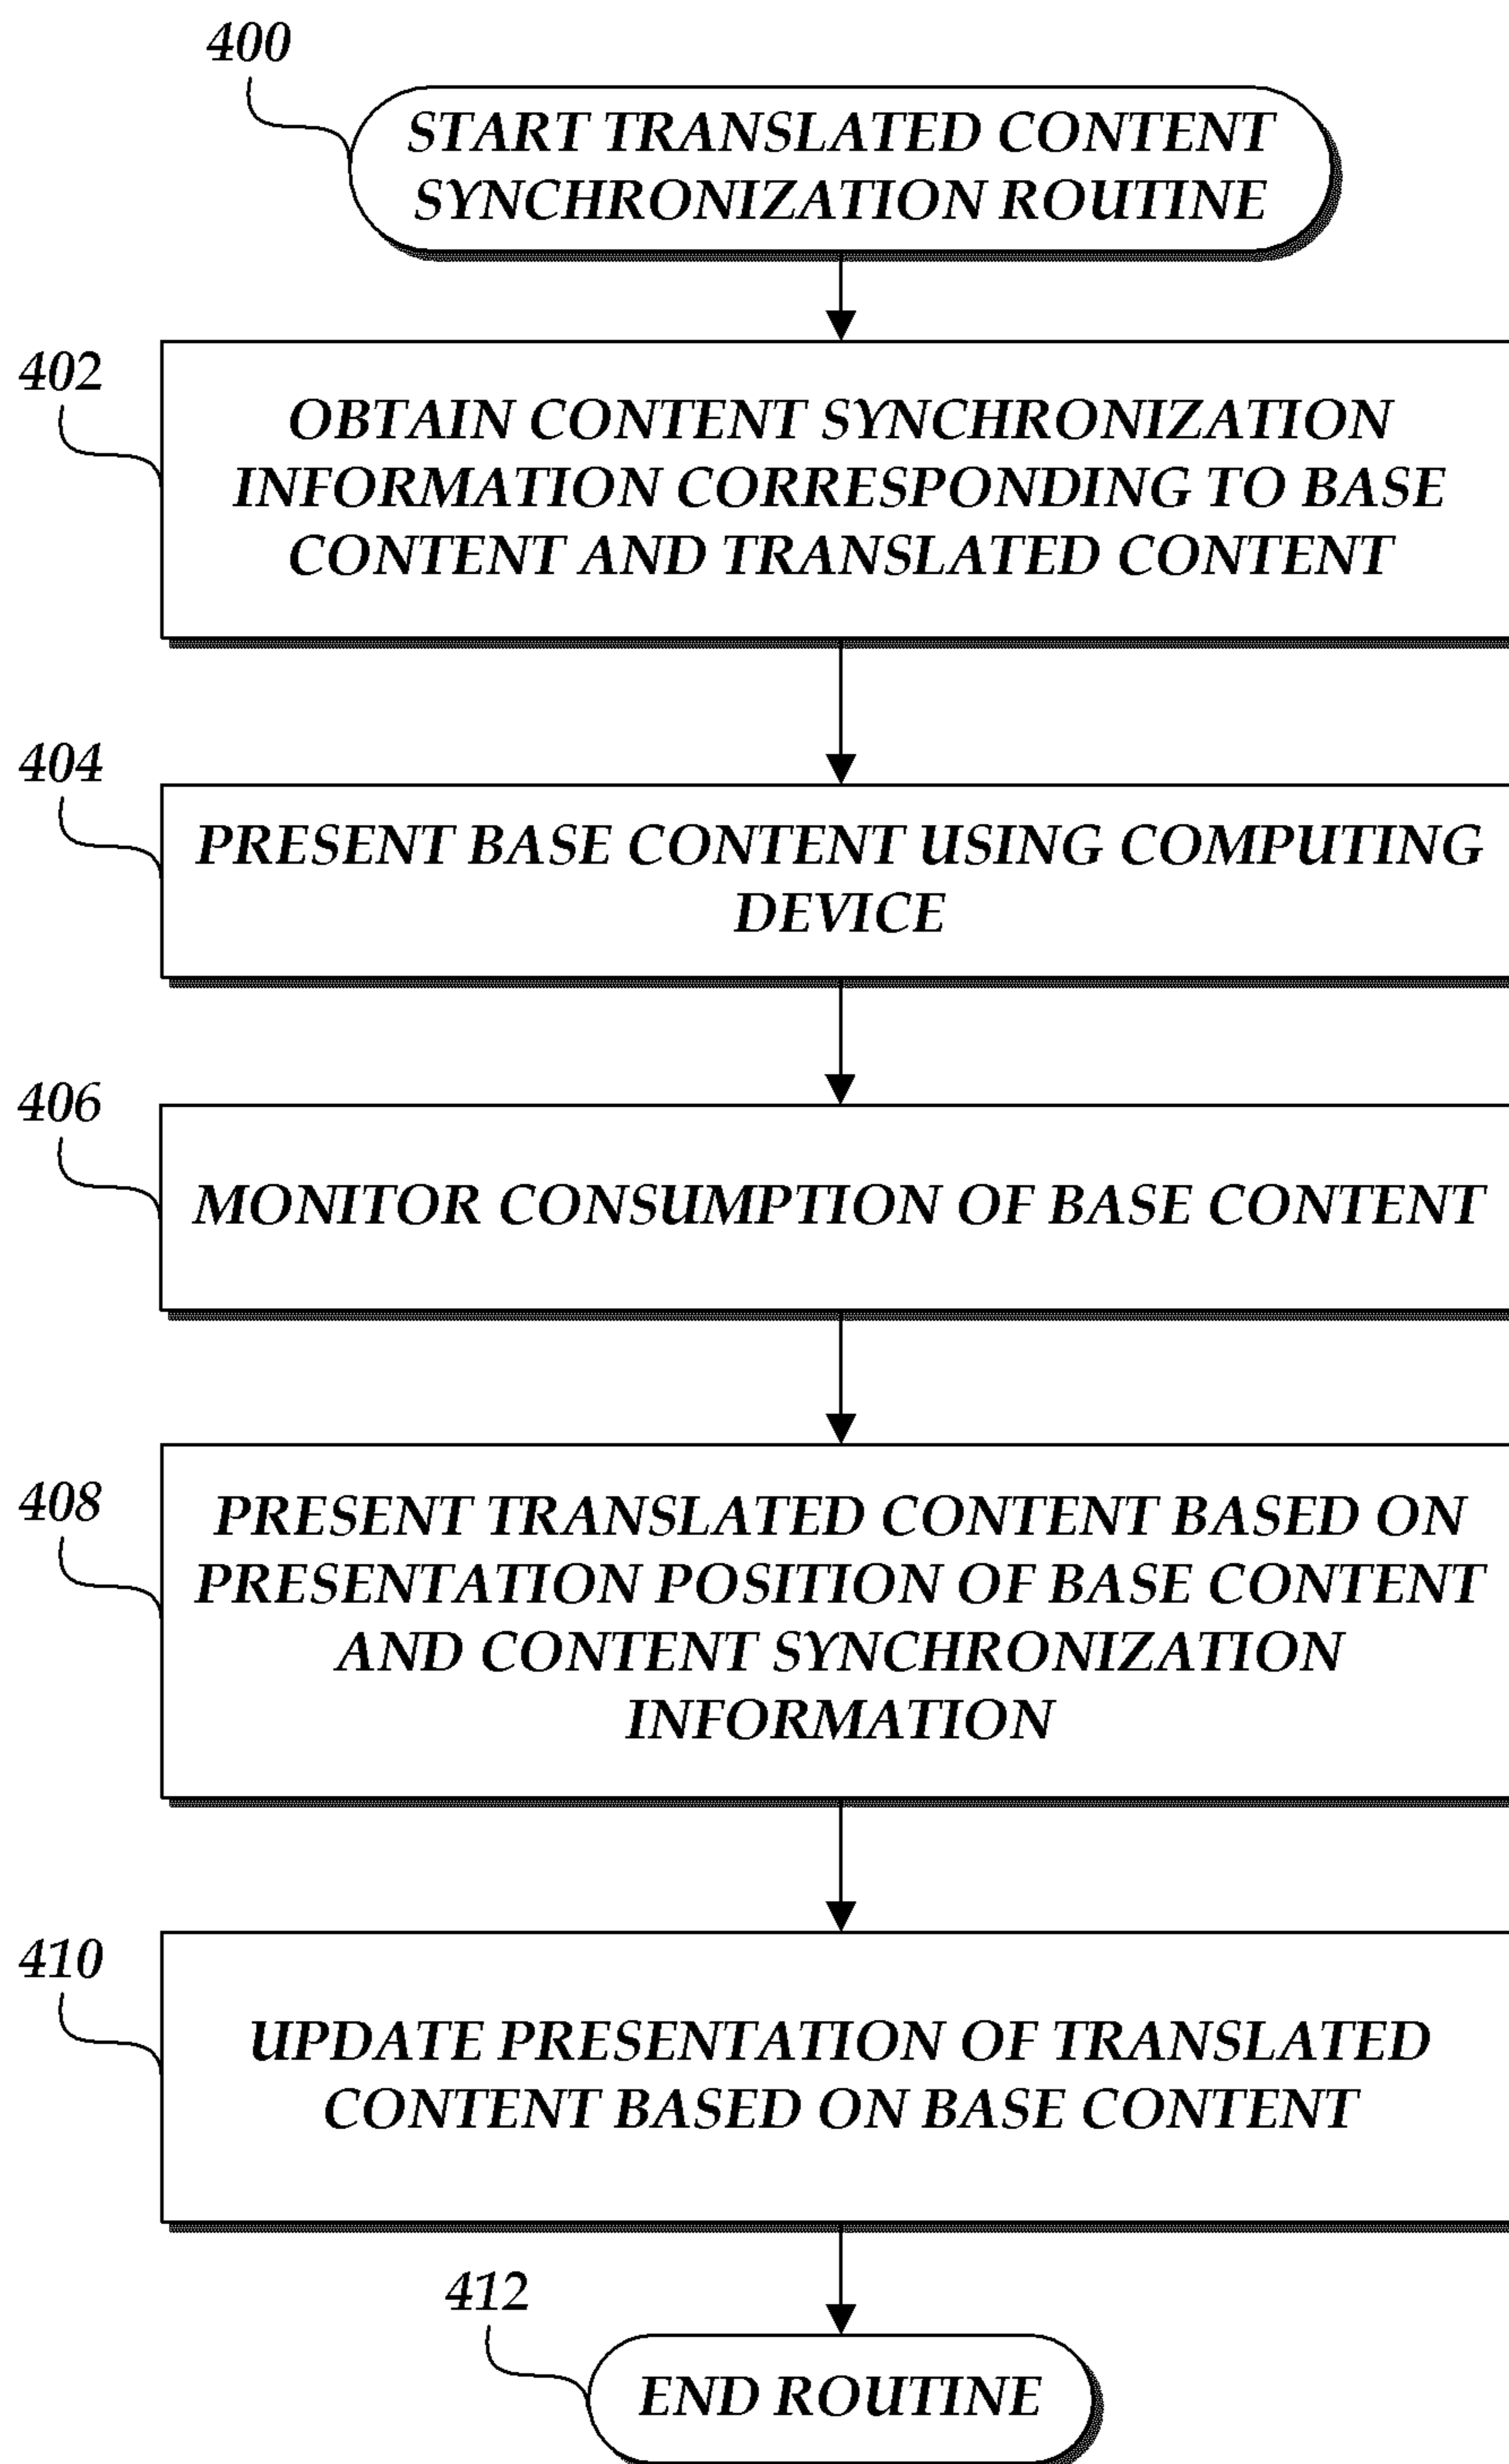 400
START TRANSLATED CONTENT
SYNCHRONIZATION ROUTINE
402
OBTAIN CONTENT SYNCHRONIZATION
INFORMATION CORRESPONDING TO BASE
CONTENT AND TRANSLATED CONTENT
404
PRESENT BASE CONTENT USING COMPUTING
DEVICE
406
MONITOR CONSUMPTION OF BASE CONTENT
408
PRESENT TRANSLATED CONTENT BASED ON
PRESENTATION POSITION OF BASE CONTENT
AND CONTENT SYNCHRONIZATION
INFORMATION
410
UPDATE PRESENTATION OF TRANSLATED
CONTENT BASED ON BASE CONTENT
412
END ROUTINE